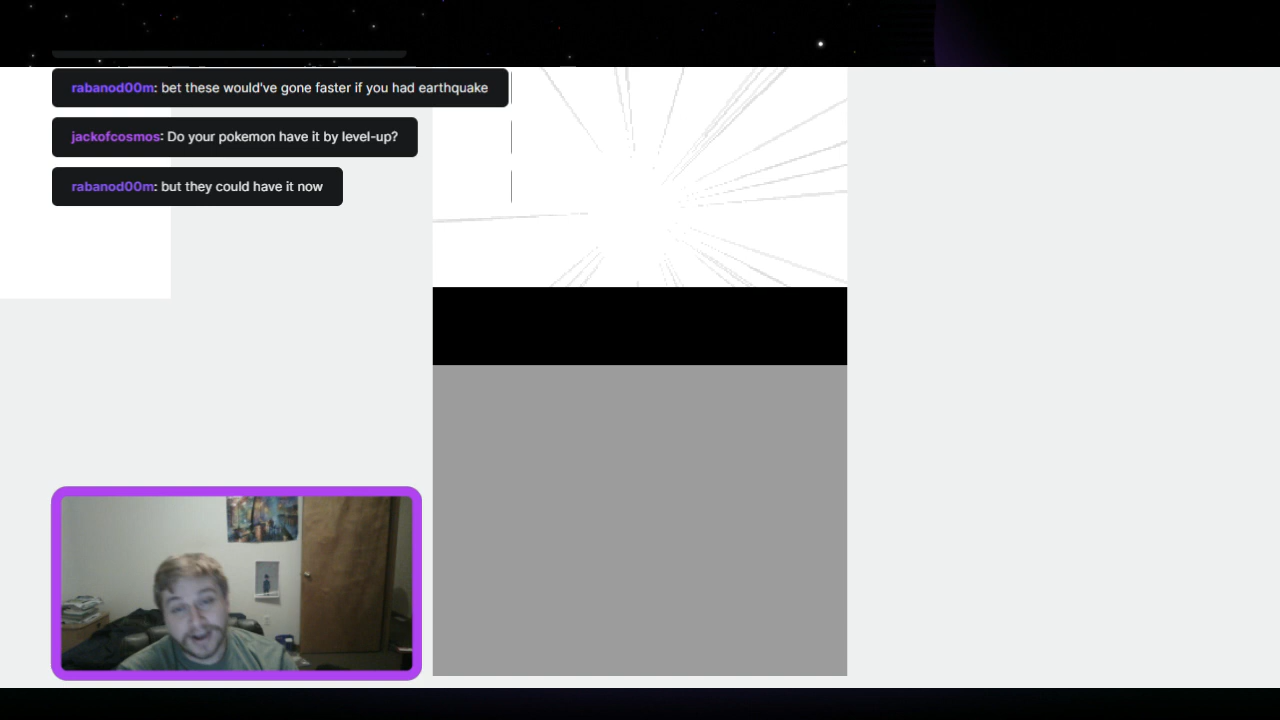 rabanod00m: bet these would've gone faster if you had earthquake
jackofcosmos: Do your pokemon have it by level-up?
rabanod00m: but they could have it now